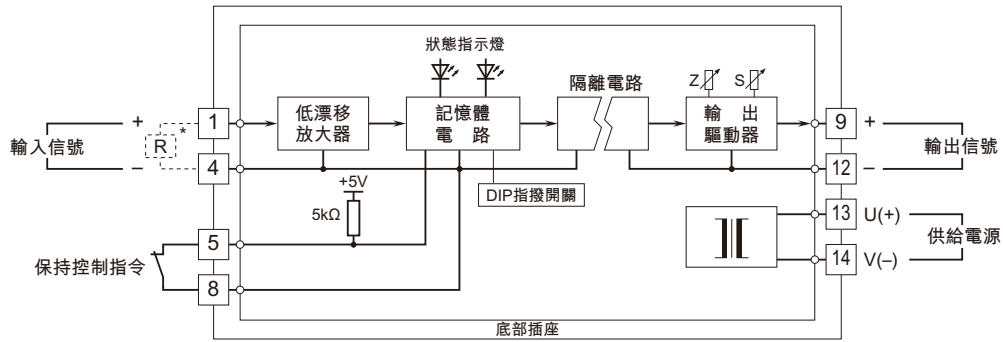 狀態指示燈
隔離電路
Z
S
1
+
*
R
輸入信號
–
4
低漂移
放大器
記憶體
電 路
輸 出
驅動器
9
+
輸出信號
12
–
+5V
5kΩ
DIP指撥開關
5
保持控制指令
8
13
U(+)
供給電源
14
V(–)
底部插座